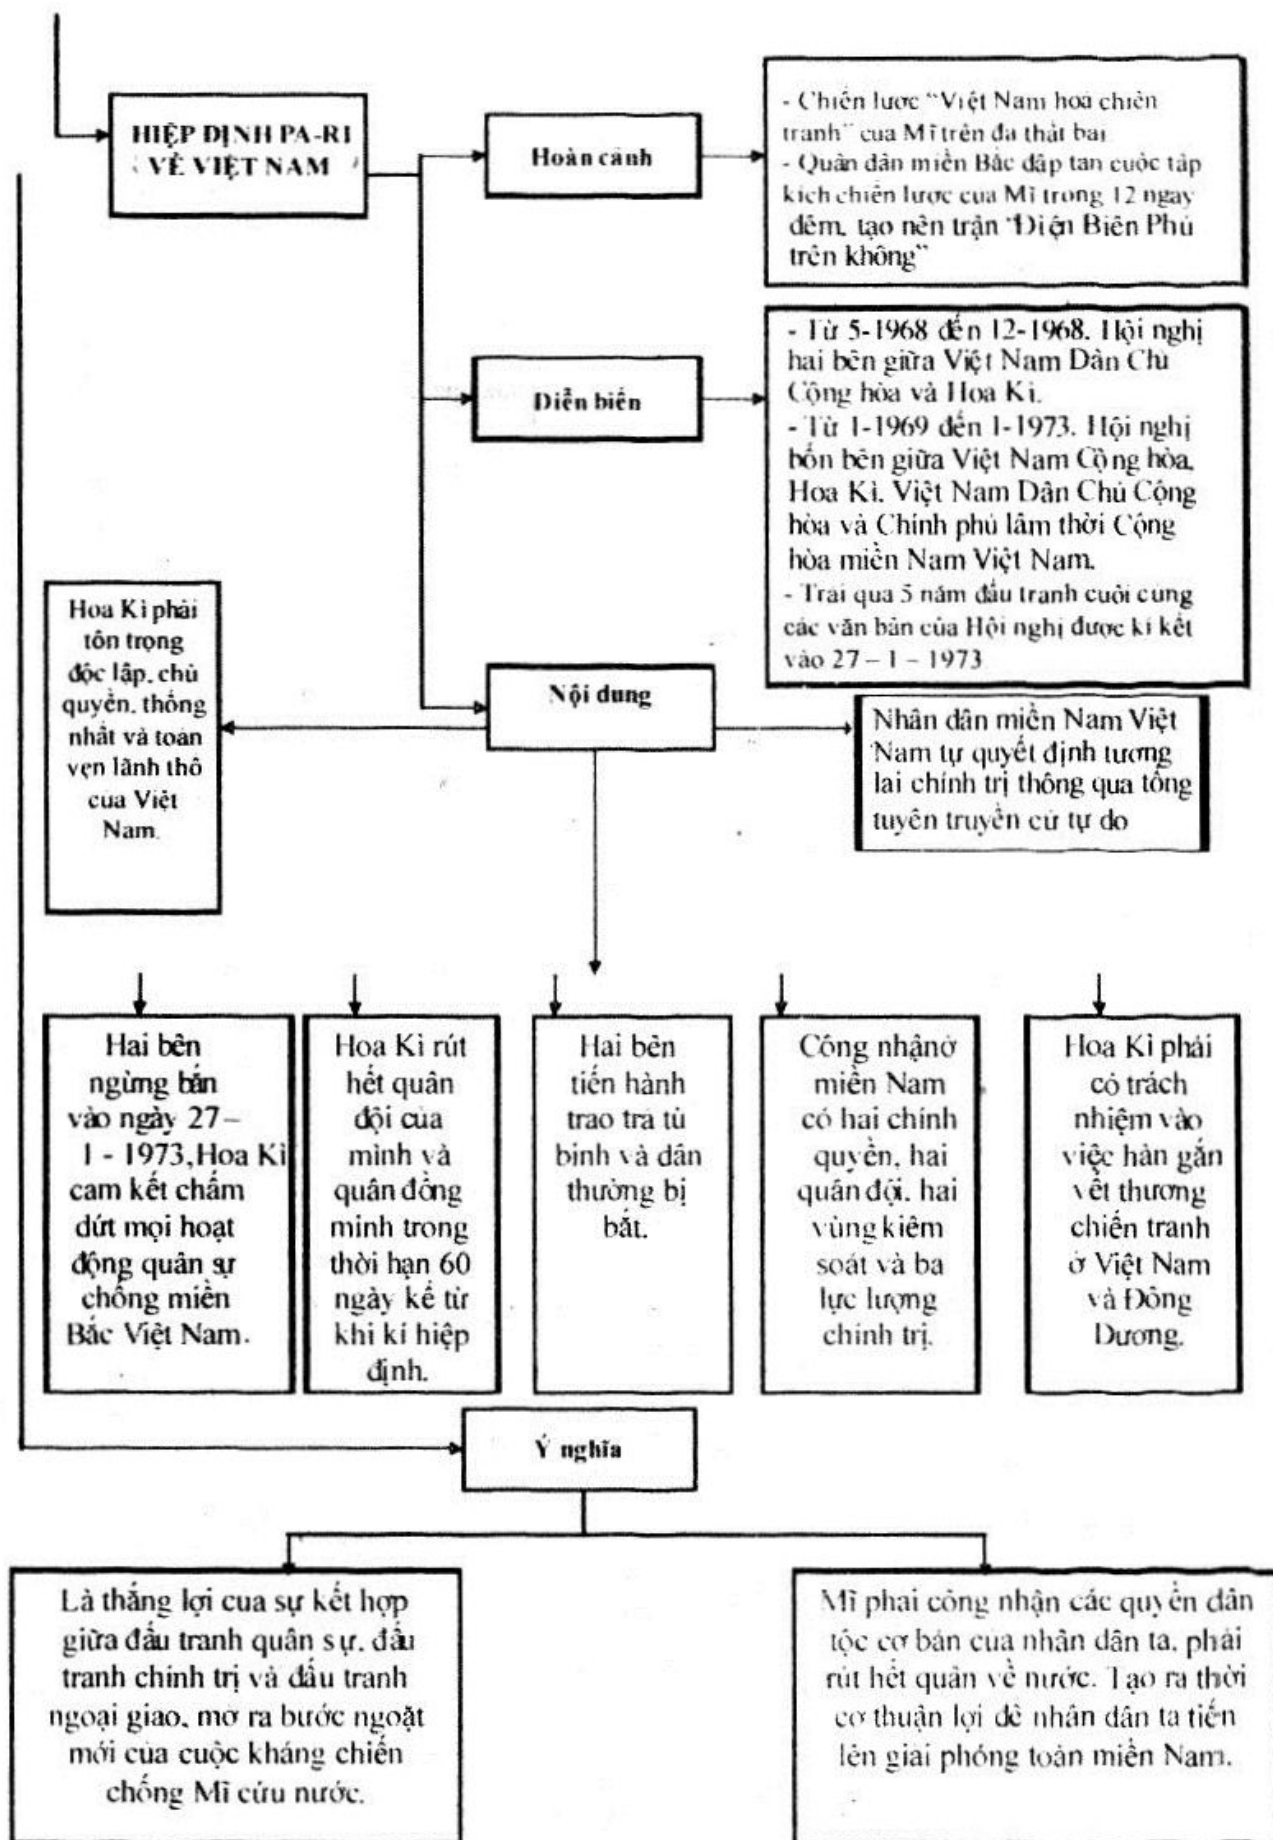 HIỆP ĐỊNH PA-RI
VỀ VIỆT NAM
Hoàn cảnh
- Chiến lược “Việt Nam hoá chiến
tranh” của Mĩ trên đà thất bại
- Quân dân miền Bắc đập tan cuộc tập
kích chiến lược của Mĩ trong 12 ngày
đêm, tạo nên trận “Điện Biên Phủ
trên không”
Diễn biến
- Từ 5-1968 đến 12-1968. Hội nghị
hai bên giữa Việt Nam Dân Chủ
Cộng hòa và Hoa Kì.
- Từ 1-1969 đến 1-1973. Hội nghị
bốn bên giữa Việt Nam Cộng hòa,
Hoa Kì. Việt Nam Dân Chủ Cộng
hòa và Chính phủ lâm thời Cộng
hòa miền Nam Việt Nam.
- Trải qua 5 năm đấu tranh cuối cùng
các văn bản của Hội nghị được kí kết
vào 27 – 1 – 1973
Nội dung
Hoa Kì phải
tôn trọng
độc lập, chủ
quyền, thống
nhất và toàn
vẹn lãnh thổ
của Việt
Nam.
Nhân dân miền Nam Việt
Nam tự quyết định tương
lai chính trị thông qua tổng
tuyên truyền cử tự do
Hai bên
ngừng bắn
vào ngày 27 –
1 - 1973, Hoa Kì
cam kết chấm
dứt mọi hoạt
động quân sự
chống miền
Bắc Việt Nam.
Hoa Kì rút
hết quân
đội của
mình và
quân đồng
minh trong
thời hạn 60
ngày kể từ
khi kí hiệp
định.
Hai bên
tiến hành
trao trả tù
binh và dân
thường bị
bắt.
Công nhận ở
miền Nam
có hai chính
quyền, hai
quân đội, hai
vùng kiểm
soát và ba
lực lượng
chính trị.
Hoa Kì phải
có trách
nhiệm vào
việc hàn gắn
vết thương
chiến tranh
ở Việt Nam
và Đông
Dương.
Ý nghĩa
Là thắng lợi của sự kết hợp
giữa đấu tranh quân sự, đấu
tranh chính trị và đấu tranh
ngoại giao, mở ra bước ngoặt
mới của cuộc kháng chiến
chống Mĩ cứu nước.
Mĩ phải công nhận các quyền dân
tộc cơ bản của nhân dân ta, phải
rút hết quân về nước. Tạo ra thời
cơ thuận lợi để nhân dân ta tiến
lên giải phóng toàn miền Nam.